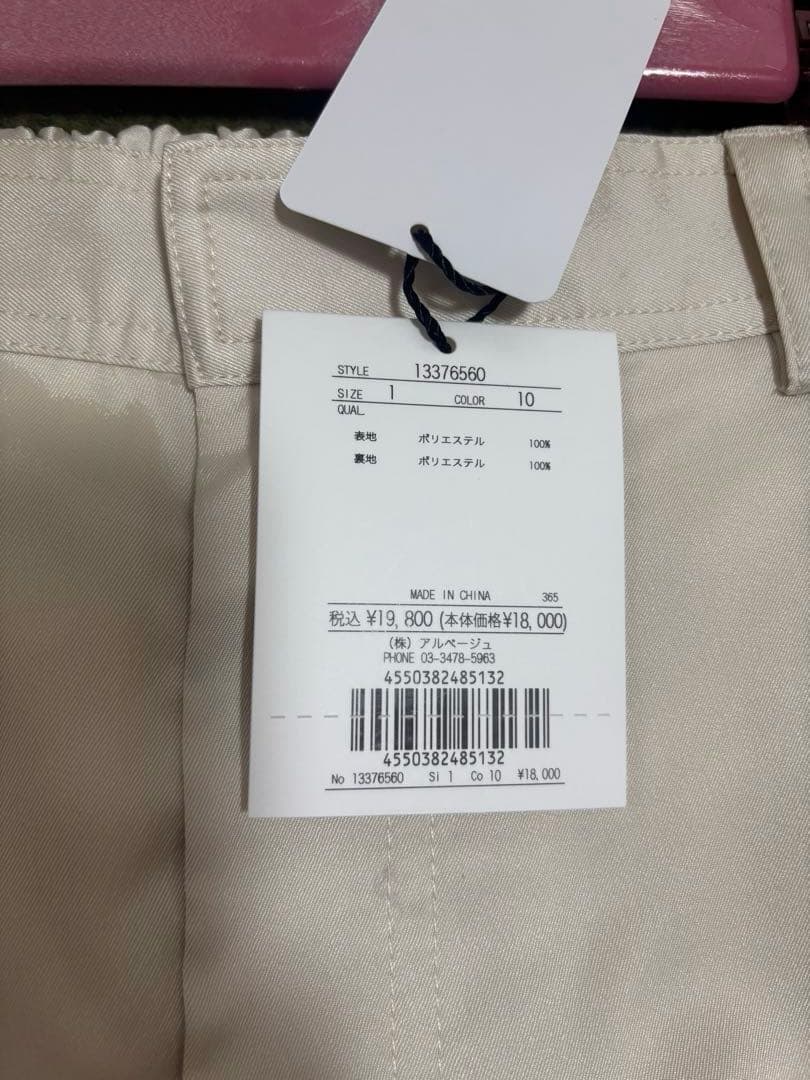 STYLE 13376560
SIZE 1 COLOR 10
QUAL.
表地 ポリエステル 100%
裏地 ポリエステル 100%
MADE IN CHINA 365
税込 ¥19,800 (本体価格¥18,000)
(株) アルページュ
PHONE 03-3478-5963
4550382485132
4550382485132
No 13376560 Si 1 Co 10 ¥18,000